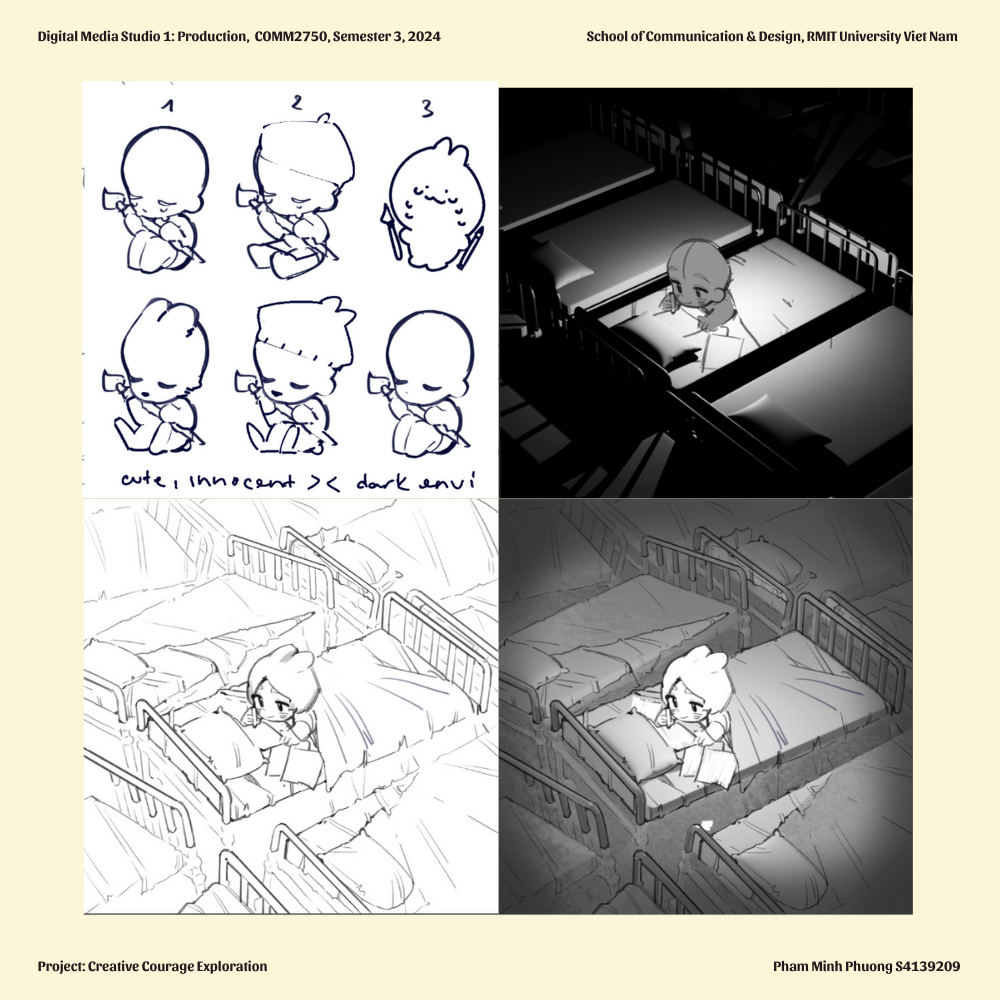 Digital Media Studio 1: Production, COMM2750, Semester 3, 2024
School of Communication & Design, RMIT University Viet Nam
1
2
3
cute, innocent >< dark envi
Project: Creative Courage Exploration
Pham Minh Phuong S4139209